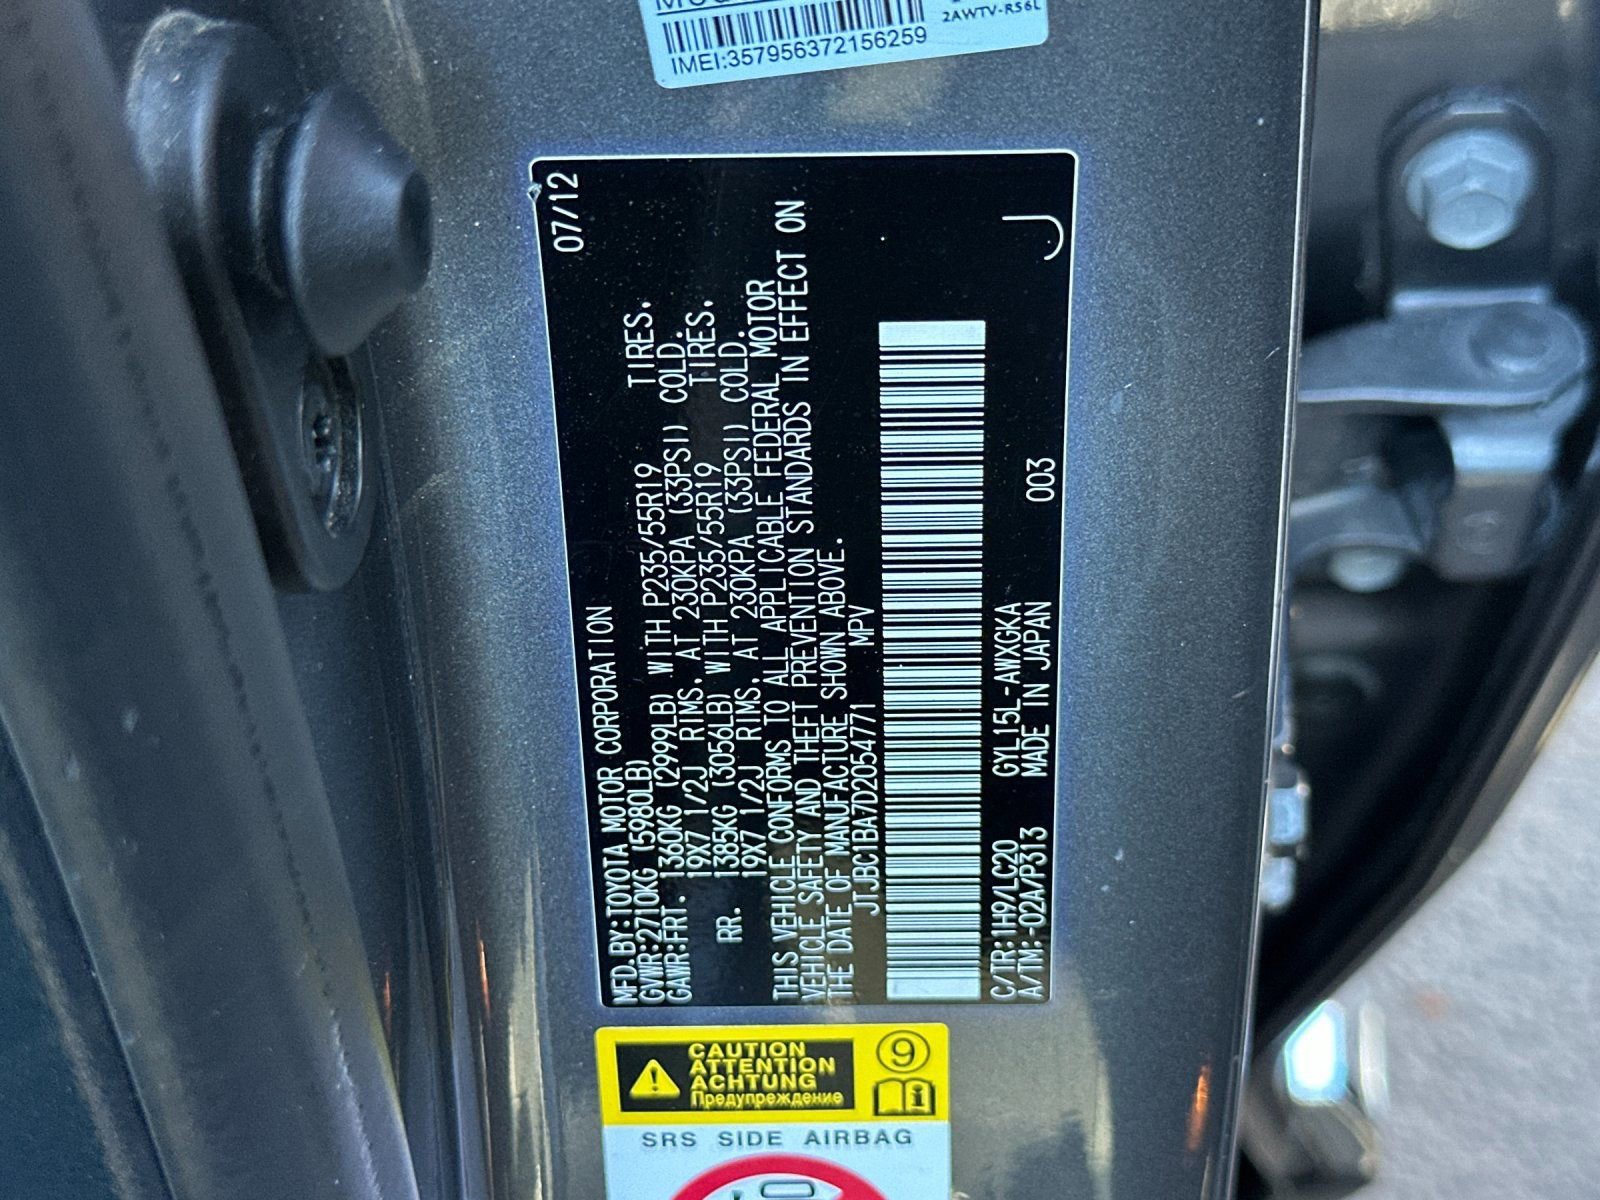 2AWTV-R56L
IMEI:357956372156259
07/12
MFD.BY:TOYOTA MOTOR CORPORATION
GVWR:2710KG (5980LB)
GAWR:FRT. 1360KG (2999LB) WITH P235/55R19 TIRES.
19X7 1/2J RIMS, AT 230KPA (33PSI) COLD.
RR. 1385KG (3056LB) WITH P235/55R19 TIRES.
19X7 1/2J RIMS, AT 230KPA (33PSI) COLD.
THIS VEHICLE CONFORMS TO ALL APPLICABLE FEDERAL MOTOR
VEHICLE SAFETY AND THEFT PREVENTION STANDARDS IN EFFECT ON
THE DATE OF MANUFACTURE SHOWN ABOVE.
JTJBC1BA7D2054771 MPV
C/TR:1H9/LC20 GYL15L-AWXGKA
A/TM:-02A/P313 MADE IN JAPAN 003 J
CAUTION
ATTENTION
ACHTUNG
Предупреждение
9
i
SRS SIDE AIRBAG